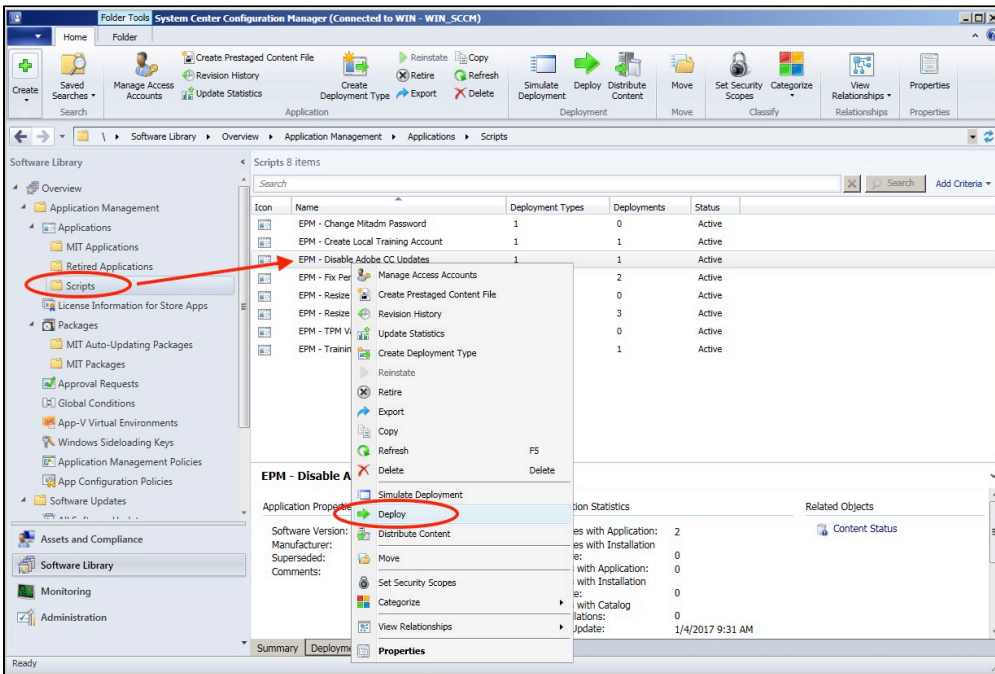 Folder Tools System Center Configuration Manager (Connected to WIN - WIN_SCCM)
Home Folder
Create
Saved Searches
Search
Manage Access Accounts
Create Prestaged Content File
Revision History
Update Statistics
Create Deployment Type
Reinstate
Retire
Export
Copy
Refresh
Delete
Application
Simulate Deployment
Deploy
Distribute Content
Deployment
Move
Move
Set Security Scopes
Categorize
Classify
View Relationships
Relationships
Properties
Properties
\ Software Library Overview Application Management Applications Scripts
Software Library
Overview
Application Management
Applications
MIT Applications
Retired Applications
Scripts
License Information for Store Apps
Packages
MIT Auto-Updating Packages
MIT Packages
Approval Requests
Global Conditions
App-V Virtual Environments
Windows Sideloading Keys
Application Management Policies
App Configuration Policies
Software Updates
Assets and Compliance
Software Library
Monitoring
Administration
Scripts 8 items
Search Search Add Criteria
Icon Name Deployment Types Deployments Status
EPM - Change Mitadm Password 1 0 Active
EPM - Create Local Training Account 1 1 Active
EPM - Disable Adobe CC Updates 1 1 Active
EPM - Fix Per 2 Active
EPM - Resize 0 Active
EPM - Resize 3 Active
EPM - TPM V 0 Active
EPM - Trainin 1 Active
Manage Access Accounts
Create Prestaged Content File
Revision History
Update Statistics
Create Deployment Type
Reinstate
Retire
Export
Copy
Refresh F5
Delete Delete
Simulate Deployment
Deploy
Distribute Content
Move
Set Security Scopes
Categorize
View Relationships
Properties
EPM - Disable A
Application Properti
Software Version:
Manufacturer:
Superseded:
Comments:
tion Statistics
es with Application: 2
es with Installation
e: 0
with Application: 0
with Installation
e: 0
with Catalog
lations: 0
Update: 1/4/2017 9:31 AM
Related Objects
Content Status
Summary Deployme
Ready